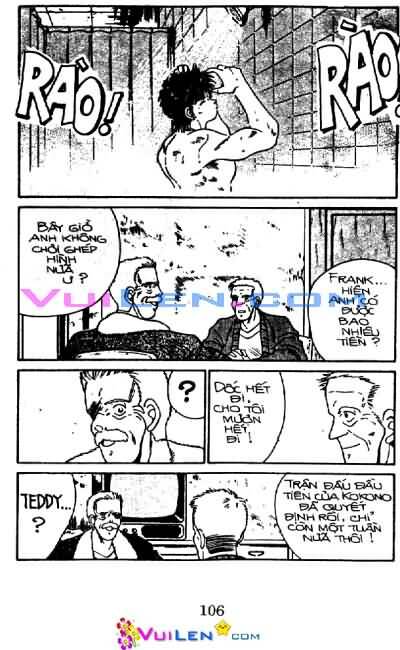 RÀO!
RÀO!
BÂY GIỜ
ANH KHÔNG
CHƠI GHÉP
HÌNH
NỮA
Ư ?
FRANK...
HIỆN
ANH CÓ
ĐƯỢC
BAO
NHIÊU
TIỀN ?
VUILEN.COM
?
DỐC HẾT
ĐI,
CHO TÔI
MƯỢN
HẾT
ĐI !
TEDDY...
?
TRẬN ĐẤU ĐẦU
TIÊN CỦA KOKONO
ĐÃ QUYẾT
ĐỊNH RỒI, CHỈ
CÒN MỘT TUẦN
NỮA THÔI !
106
VUILEN.COM